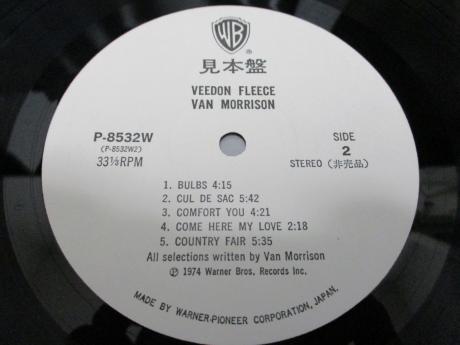 WB
®
見本盤
VEEDON FLEECE
VAN MORRISON
P-8532W
(P-8532W2)
33⅓RPM
SIDE
2
STEREO (非売品)
1. BULBS 4:15
2. CUL DE SAC 5:42
3. COMFORT YOU 4:21
4. COME HERE MY LOVE 2:18
5. COUNTRY FAIR 5:35
All selections written by Van Morrison
Ⓟ 1974 Warner Bros. Records Inc.
MADE BY WARNER-PIONEER CORPORATION, JAPAN.